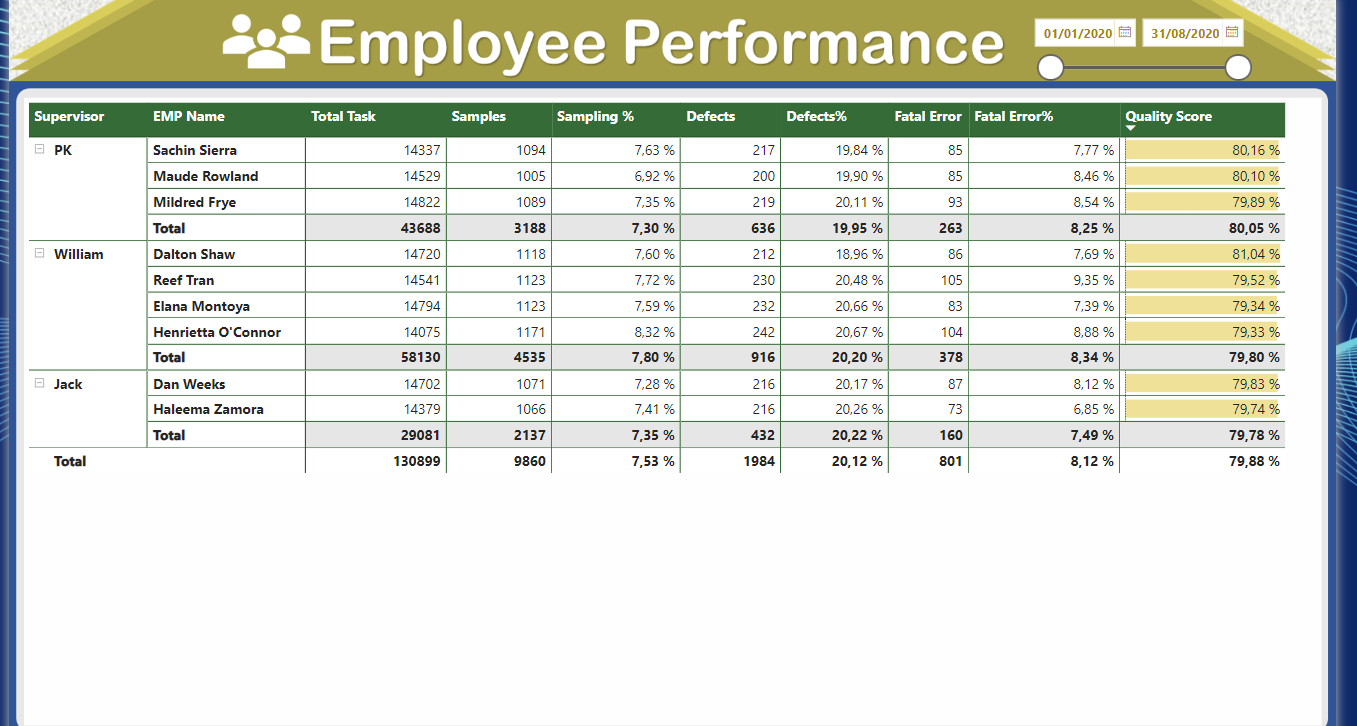 Employee Performance
01/01/2020 31/08/2020
Supervisor EMP Name Total Task Samples Sampling % Defects Defects% Fatal Error Fatal Error% Quality Score
PK Sachin Sierra 14337 1094 7,63 % 217 19,84 % 85 7,77 % 80,16 %
Maude Rowland 14529 1005 6,92 % 200 19,90 % 85 8,46 % 80,10 %
Mildred Frye 14822 1089 7,35 % 219 20,11 % 93 8,54 % 79,89 %
Total 43688 3188 7,30 % 636 19,95 % 263 8,25 % 80,05 %
William Dalton Shaw 14720 1118 7,60 % 212 18,96 % 86 7,69 % 81,04 %
Reef Tran 14541 1123 7,72 % 230 20,48 % 105 9,35 % 79,52 %
Elana Montoya 14794 1123 7,59 % 232 20,66 % 83 7,39 % 79,34 %
Henrietta O'Connor 14075 1171 8,32 % 242 20,67 % 104 8,88 % 79,33 %
Total 58130 4535 7,80 % 916 20,20 % 378 8,34 % 79,80 %
Jack Dan Weeks 14702 1071 7,28 % 216 20,17 % 87 8,12 % 79,83 %
Haleema Zamora 14379 1066 7,41 % 216 20,26 % 73 6,85 % 79,74 %
Total 29081 2137 7,35 % 432 20,22 % 160 7,49 % 79,78 %
Total 130899 9860 7,53 % 1984 20,12 % 801 8,12 % 79,88 %